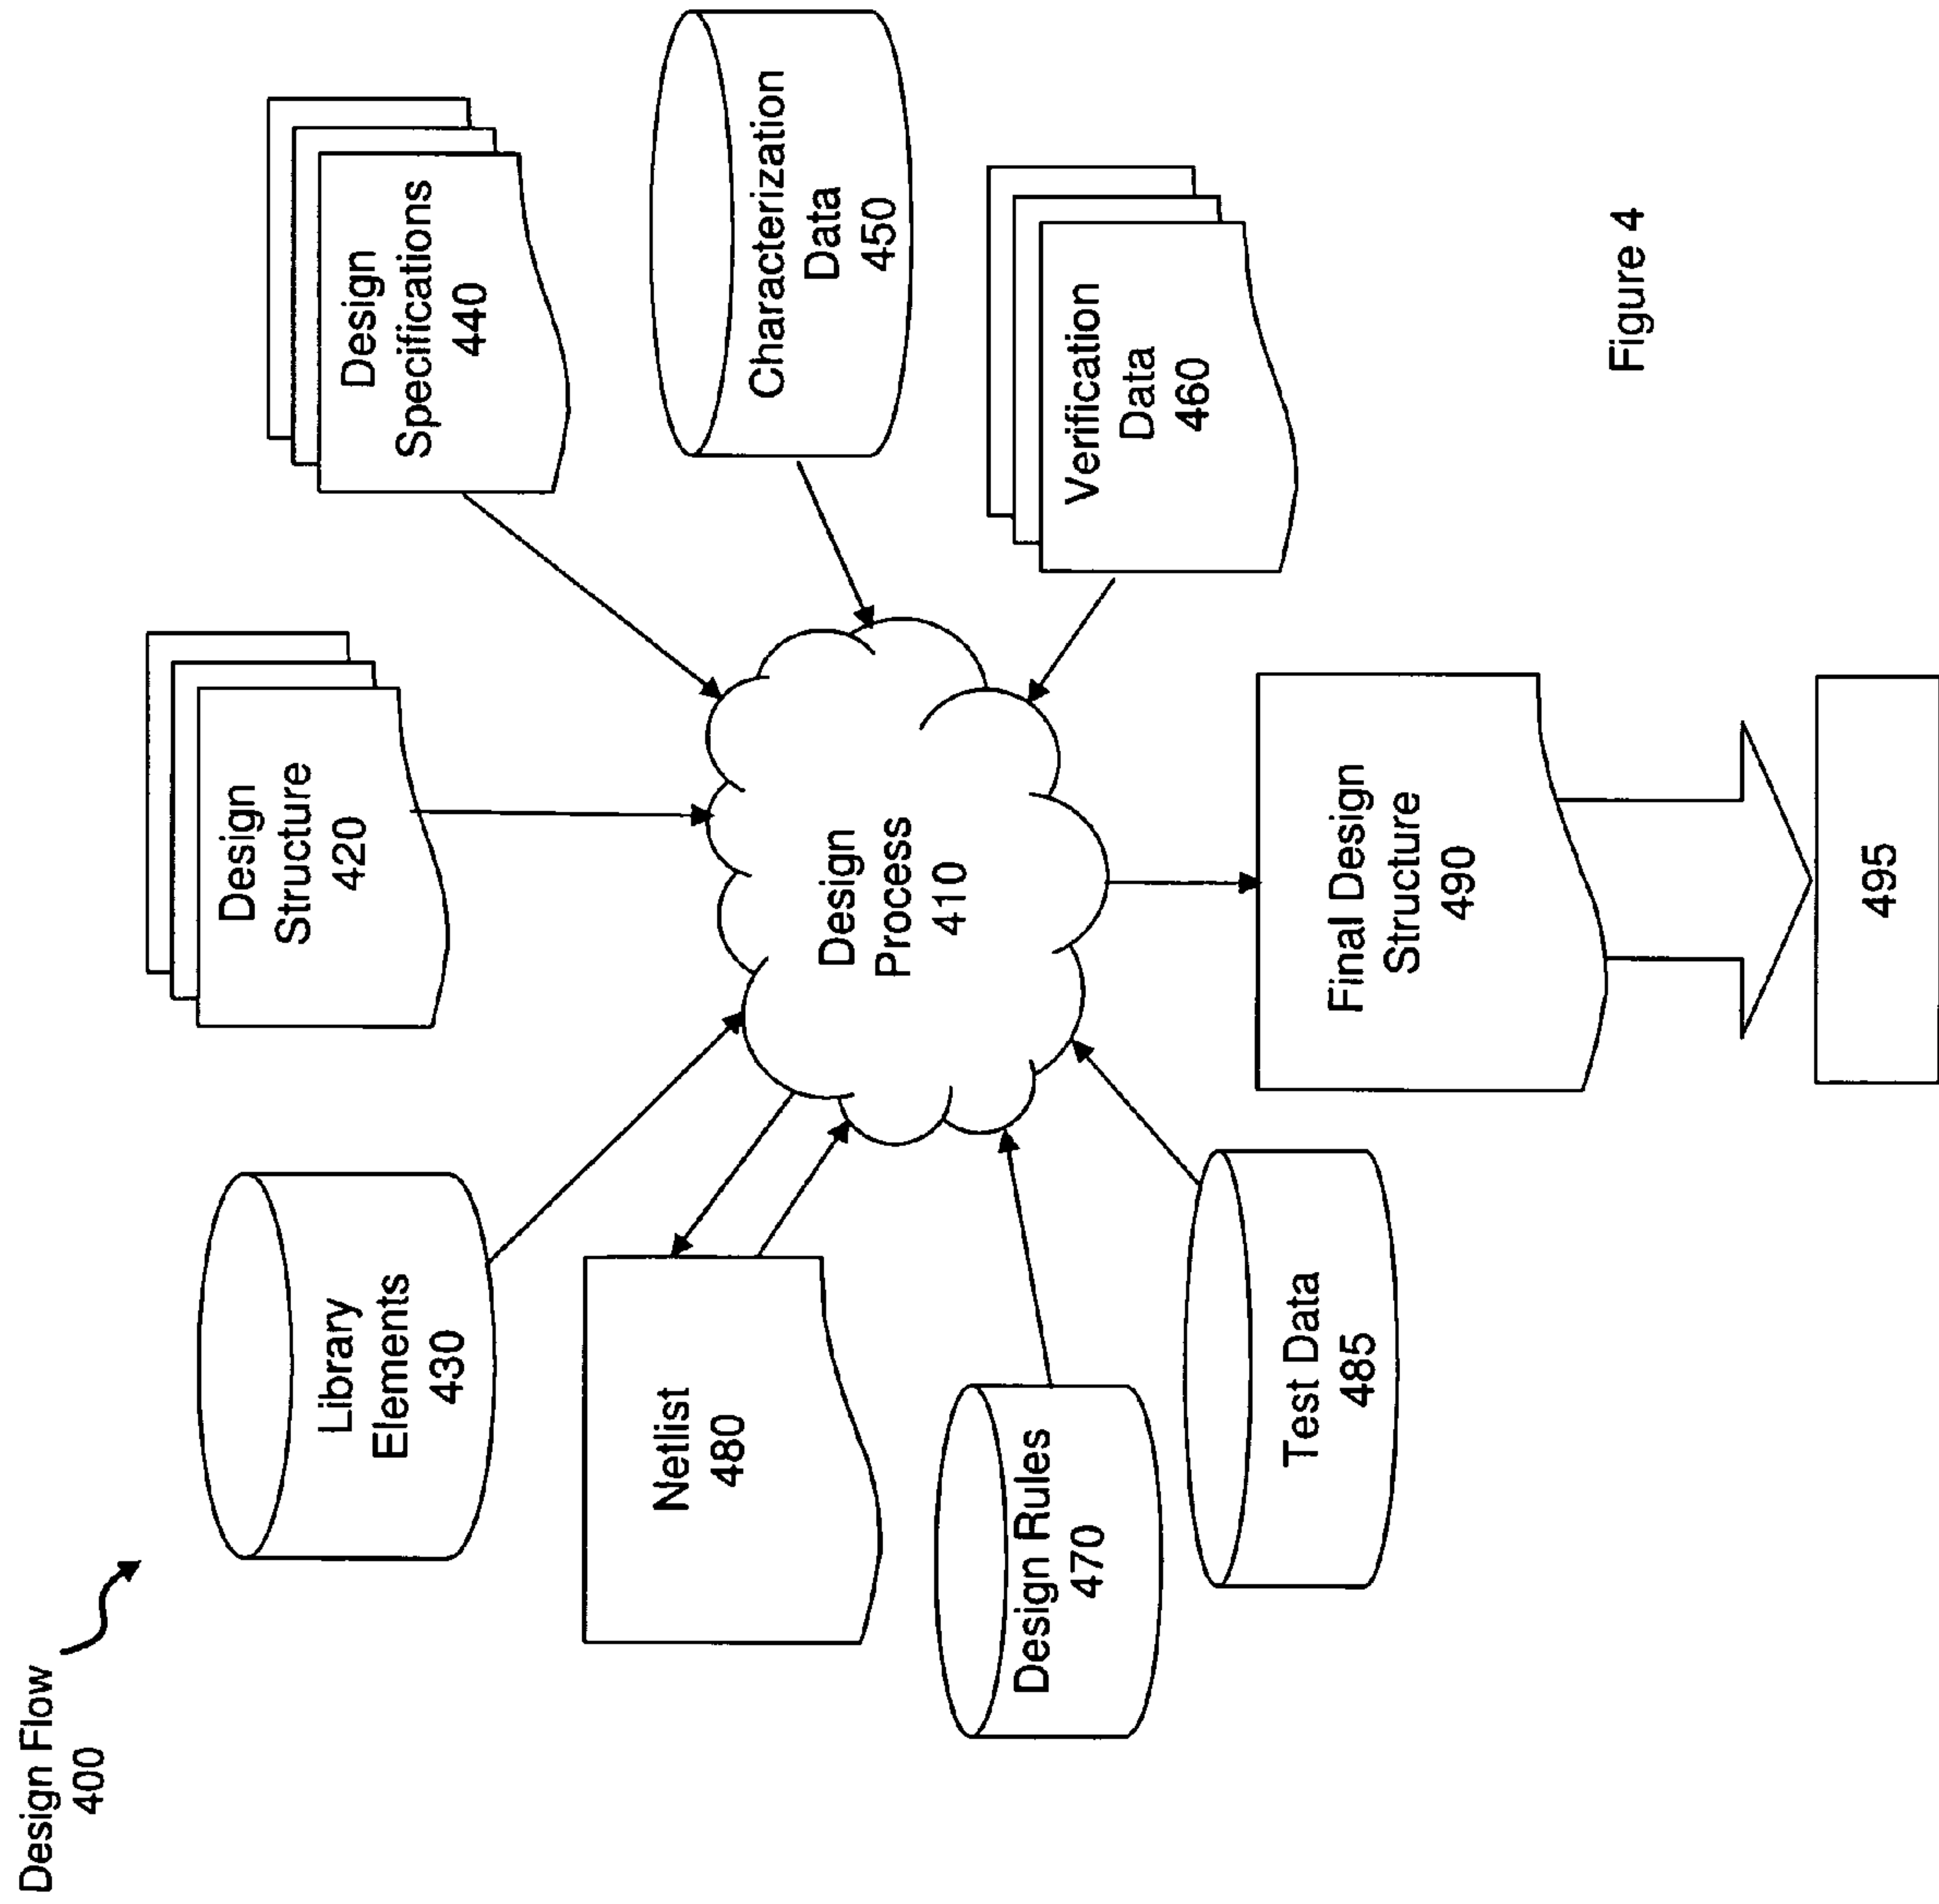 Design Flow
400
Design
Structure
420
Library
Elements
430
Design
Specifications
440
Netlist
480
Design
Process
410
Characterization
Data
450
Design Rules
470
Verification
Data
460
Test Data
485
Final Design
Structure
490
495
Figure 4